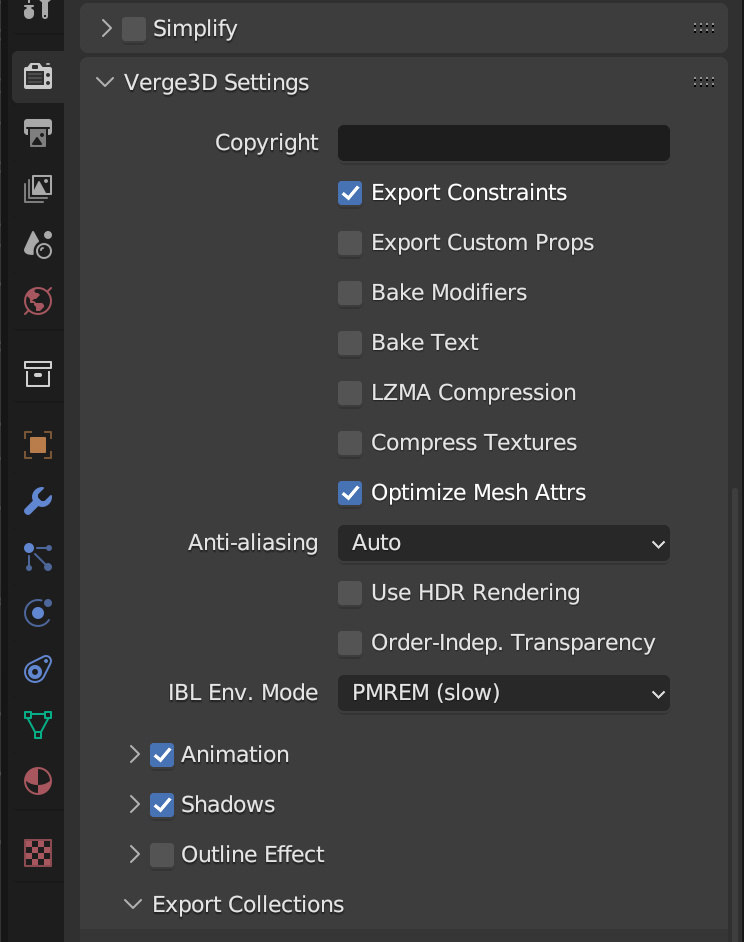 Simplify
Verge3D Settings
Copyright
Export Constraints
Export Custom Props
Bake Modifiers
Bake Text
LZMA Compression
Compress Textures
Optimize Mesh Attrs
Anti-aliasing Auto
Use HDR Rendering
Order-Indep. Transparency
IBL Env. Mode PMREM (slow)
Animation
Shadows
Outline Effect
Export Collections